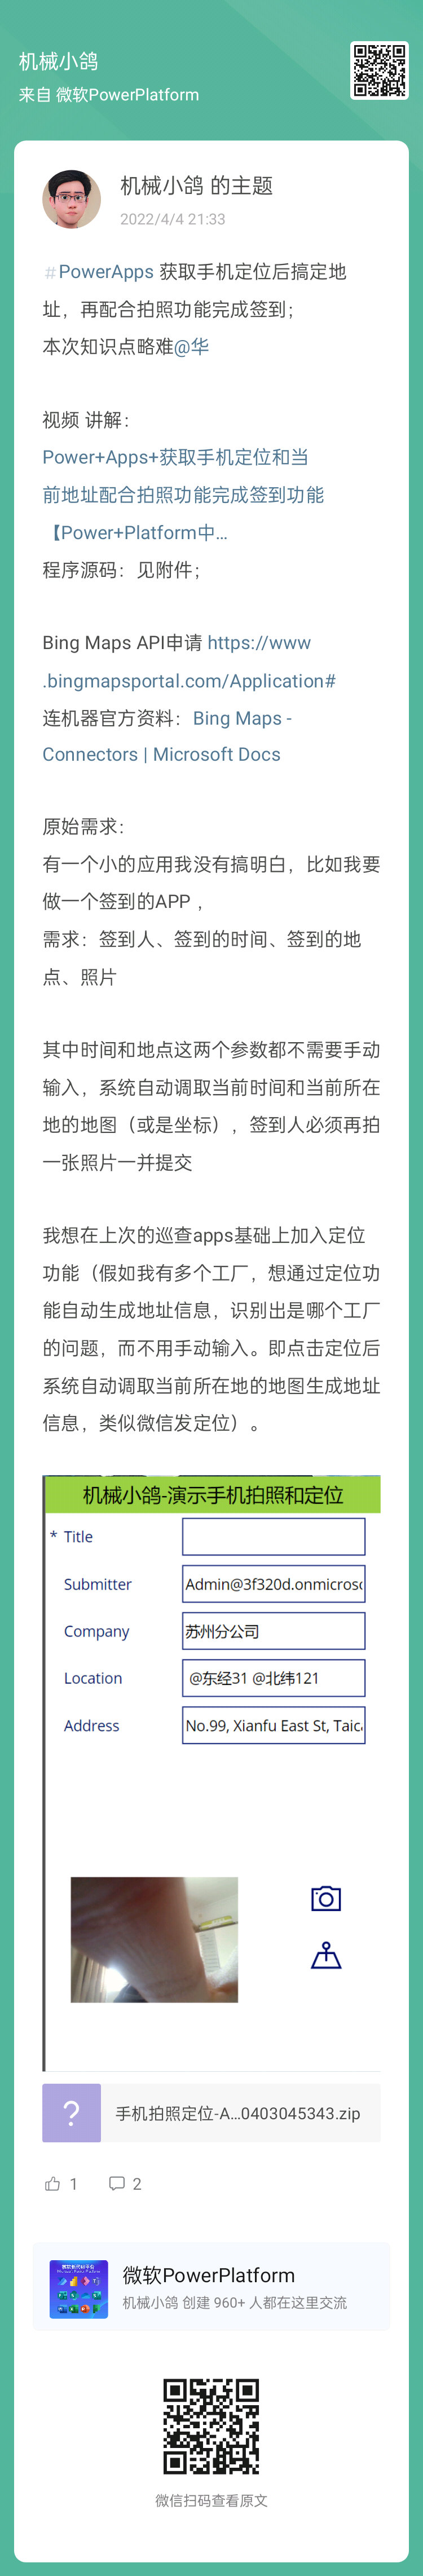 机械小鸽
来自 微软PowerPlatform
机械小鸽 的主题
2022/4/4 21:33
#PowerApps 获取手机定位后搞定地
址，再配合拍照功能完成签到；
本次知识点略难@华
视频 讲解：
Power+Apps+获取手机定位和当
前地址配合拍照功能完成签到功能
【Power+Platform中...
程序源码：见附件；
Bing Maps API申请 https://www
.bingmapsportal.com/Application#
连机器官方资料：Bing Maps -
Connectors | Microsoft Docs
原始需求：
有一个小的应用我没有搞明白，比如我要
做一个签到的APP ，
需求：签到人、签到的时间、签到的地
点、照片
其中时间和地点这两个参数都不需要手动
输入，系统自动调取当前时间和当前所在
地的地图（或是坐标），签到人必须再拍
一张照片一并提交
我想在上次的巡查apps基础上加入定位
功能（假如我有多个工厂，想通过定位功
能自动生成地址信息，识别出是哪个工厂
的问题，而不用手动输入。即点击定位后
系统自动调取当前所在地的地图生成地址
信息，类似微信发定位）。
机械小鸽-演示手机拍照和定位
* Title
Submitter Admin@3f320d.onmicros
Company 苏州分公司
Location @东经31 @北纬121
Address No.99, Xianfu East St, Taic
?
手机拍照定位-A...0403045343.zip
1 2
微软PowerPlatform
机械小鸽 创建 960+ 人都在这里交流
微信扫码查看原文